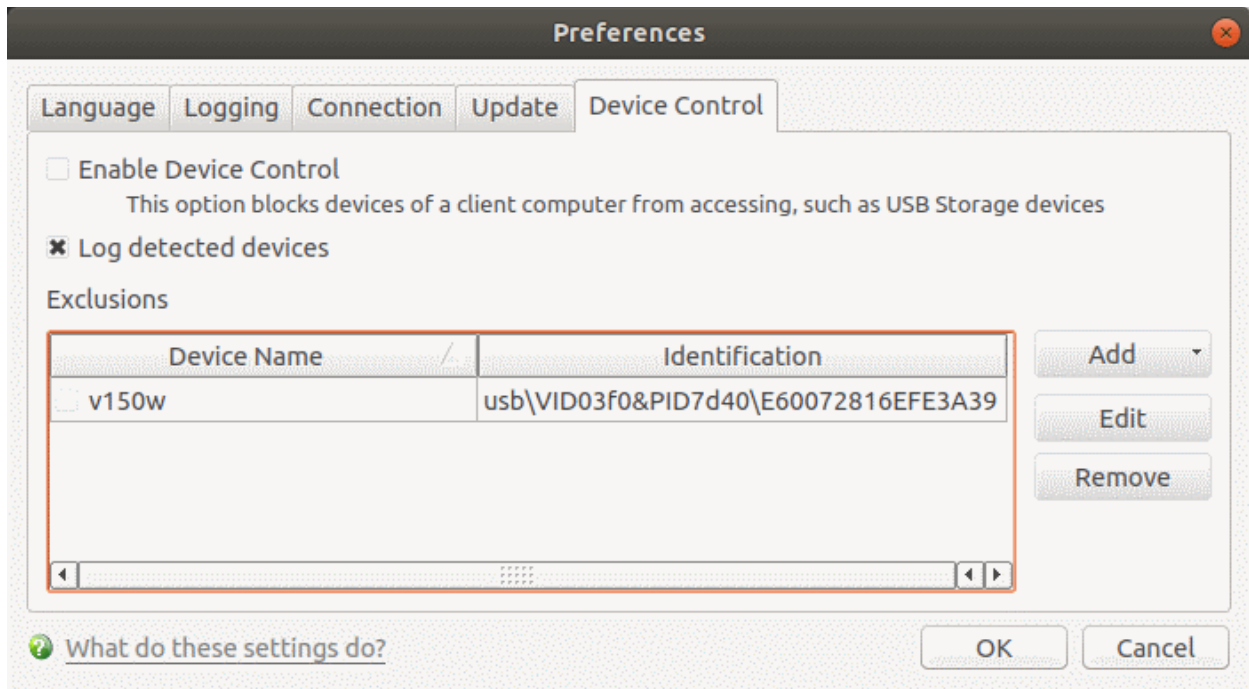 Preferences
Language Logging Connection Update Device Control
Enable Device Control
This option blocks devices of a client computer from accessing, such as USB Storage devices
Log detected devices
Exclusions
Device Name Identification Add
v150w usb\VID03f0&PID7d40\E60072816EFE3A39
Edit
Remove
What do these settings do? OK Cancel